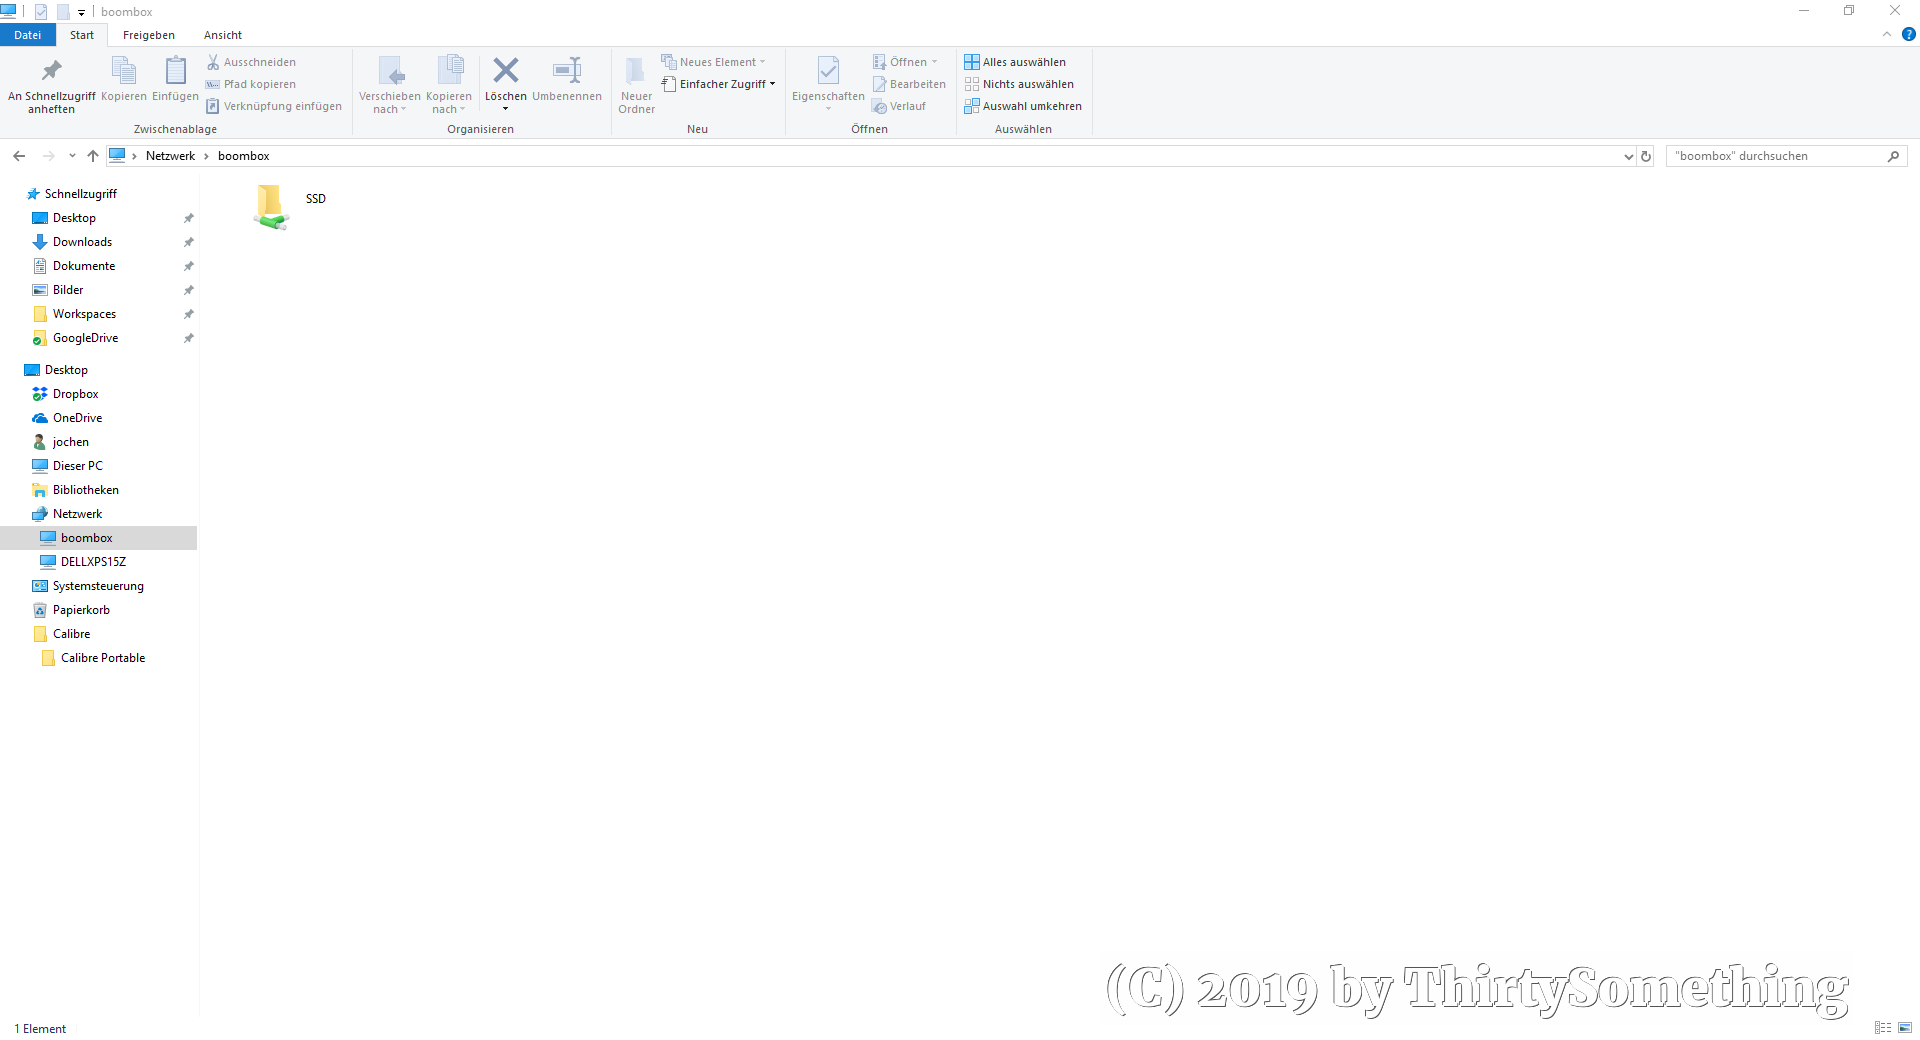 boombox
Datei Start Freigeben Ansicht
An Schnellzugriff anheften
Kopieren
Einfügen
Ausschneiden
Pfad kopieren
Verknüpfung einfügen
Zwischenablage
Verschieben nach
Kopieren nach
Löschen
Umbenennen
Organisieren
Neuer Ordner
Neues Element
Einfacher Zugriff
Neu
Eigenschaften
Öffnen
Bearbeiten
Verlauf
Öffnen
Alles auswählen
Nichts auswählen
Auswahl umkehren
Auswählen
Netzwerk boombox
"boombox" durchsuchen
Schnellzugriff
Desktop
Downloads
Dokumente
Bilder
Workspaces
GoogleDrive
Desktop
Dropbox
OneDrive
jochen
Dieser PC
Bibliotheken
Netzwerk
boombox
DELLXPS15Z
Systemsteuerung
Papierkorb
Calibre
Calibre Portable
SSD
(C) 2019 by ThirtySomething
1 Element